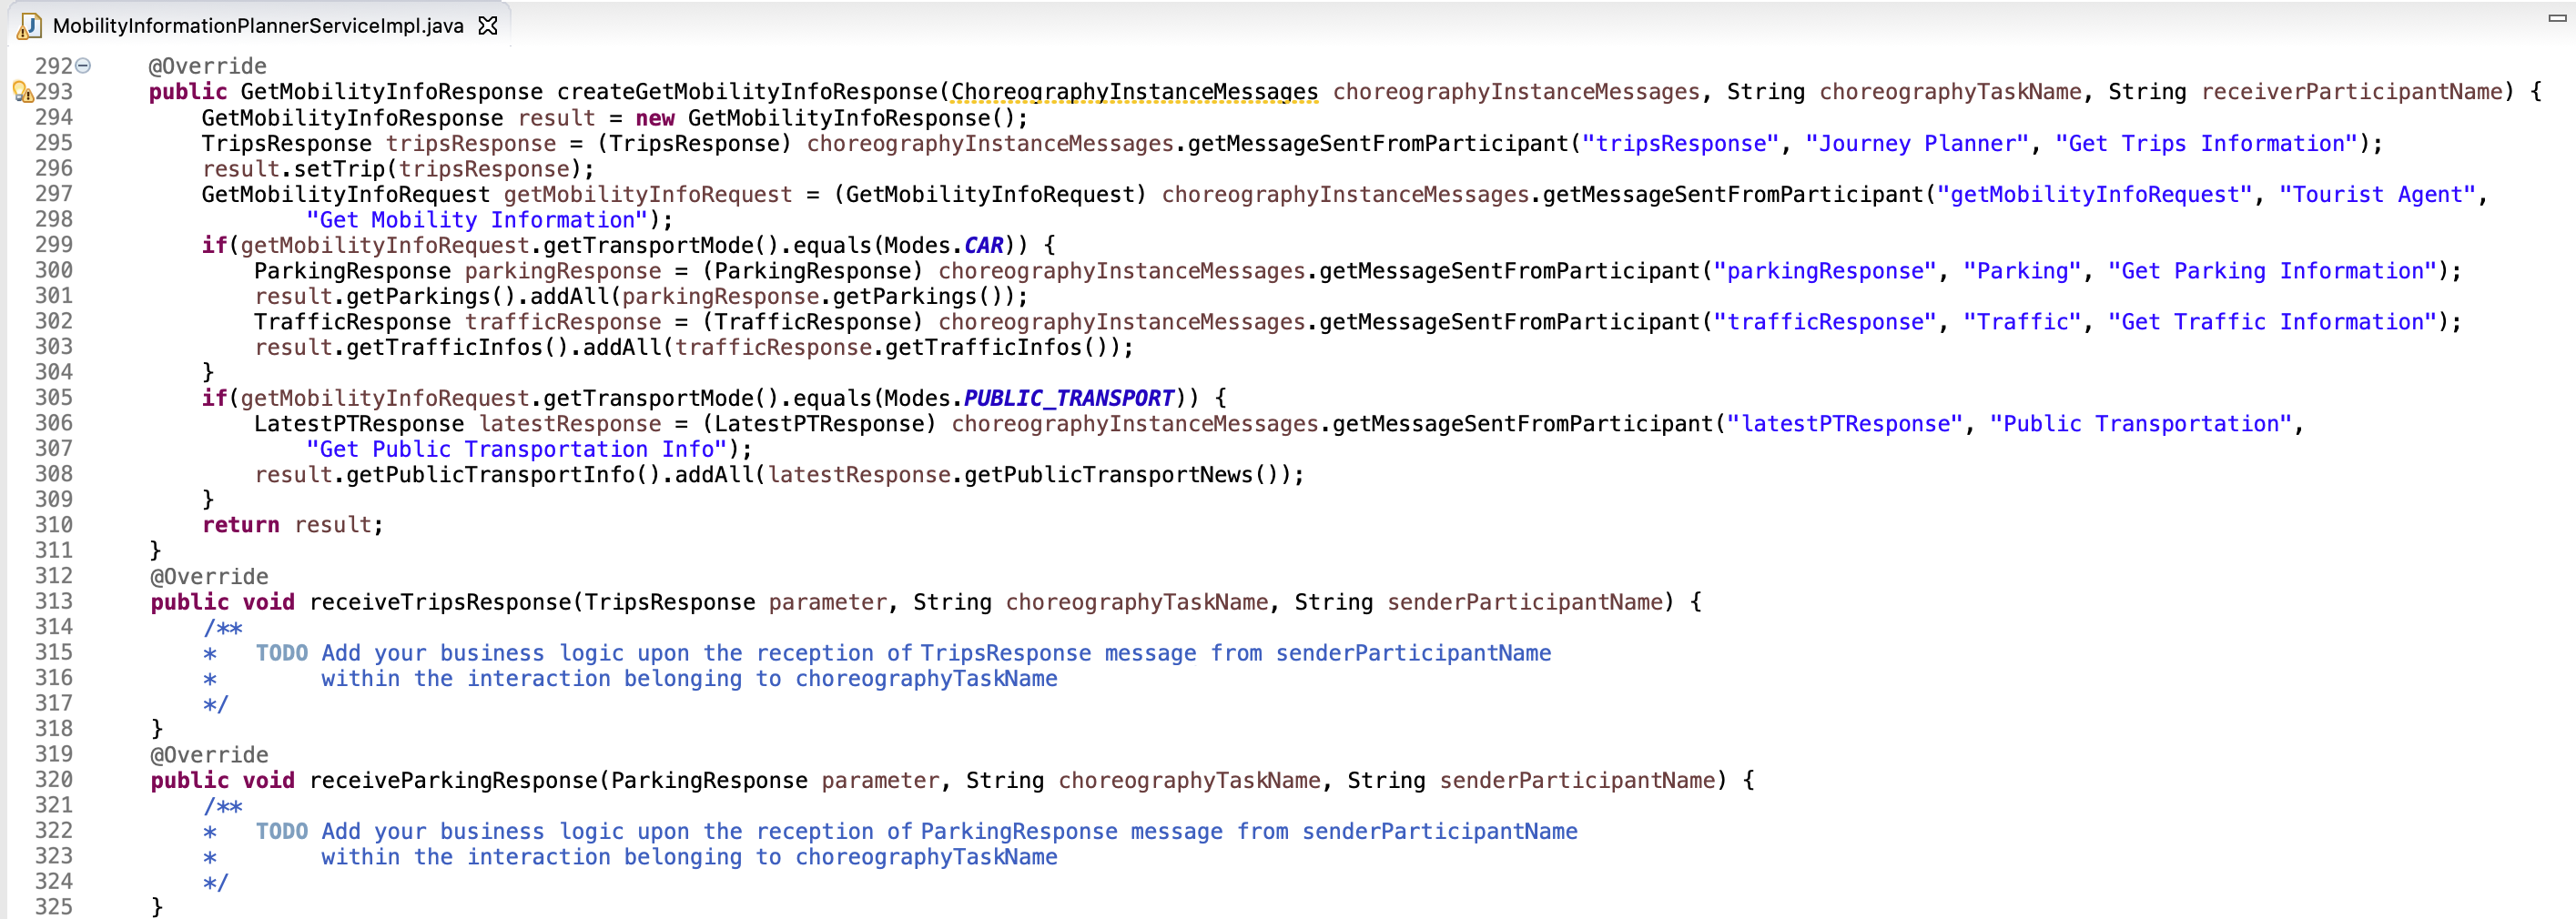 MobilityInformationPlannerServiceImpl.java
292 @Override
293 public GetMobilityInfoResponse createGetMobilityInfoResponse(ChoreographyInstanceMessages choreographyInstanceMessages, String choreographyTaskName, String receiverParticipantName) {
294 GetMobilityInfoResponse result = new GetMobilityInfoResponse();
295 TripsResponse tripsResponse = (TripsResponse) choreographyInstanceMessages.getMessageSentFromParticipant("tripsResponse", "Journey Planner", "Get Trips Information");
296 result.setTrip(tripsResponse);
297 GetMobilityInfoRequest getMobilityInfoRequest = (GetMobilityInfoRequest) choreographyInstanceMessages.getMessageSentFromParticipant("getMobilityInfoRequest", "Tourist Agent",
298 "Get Mobility Information");
299 if(getMobilityInfoRequest.getTransportMode().equals(Modes.CAR)) {
300 ParkingResponse parkingResponse = (ParkingResponse) choreographyInstanceMessages.getMessageSentFromParticipant("parkingResponse", "Parking", "Get Parking Information");
301 result.getParkings().addAll(parkingResponse.getParkings());
302 TrafficResponse trafficResponse = (TrafficResponse) choreographyInstanceMessages.getMessageSentFromParticipant("trafficResponse", "Traffic", "Get Traffic Information");
303 result.getTrafficInfos().addAll(trafficResponse.getTrafficInfos());
304 }
305 if(getMobilityInfoRequest.getTransportMode().equals(Modes.PUBLIC_TRANSPORT)) {
306 LatestPTResponse latestResponse = (LatestPTResponse) choreographyInstanceMessages.getMessageSentFromParticipant("latestPTResponse", "Public Transportation",
307 "Get Public Transportation Info");
308 result.getPublicTransportInfo().addAll(latestResponse.getPublicTransportNews());
309 }
310 return result;
311 }
312 @Override
313 public void receiveTripsResponse(TripsResponse parameter, String choreographyTaskName, String senderParticipantName) {
314 /**
315 * TODO Add your business logic upon the reception of TripsResponse message from senderParticipantName
316 * within the interaction belonging to choreographyTaskName
317 */
318 }
319 @Override
320 public void receiveParkingResponse(ParkingResponse parameter, String choreographyTaskName, String senderParticipantName) {
321 /**
322 * TODO Add your business logic upon the reception of ParkingResponse message from senderParticipantName
323 * within the interaction belonging to choreographyTaskName
324 */
325 }